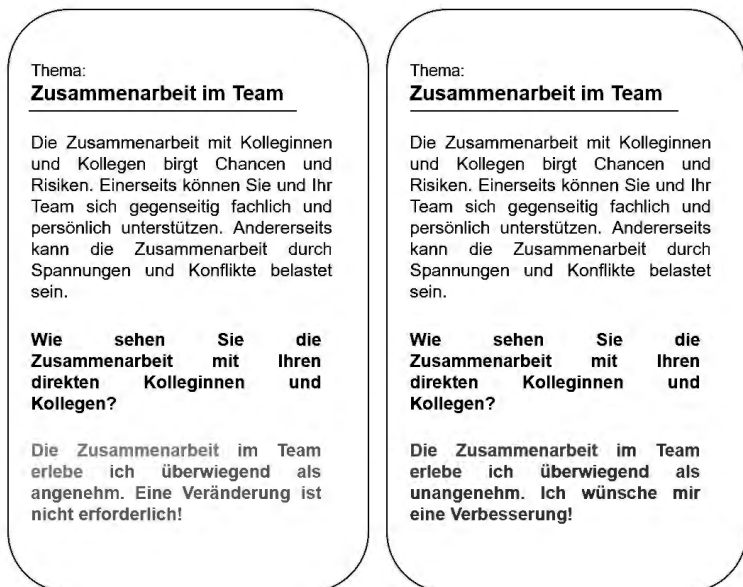 Thema:
Zusammenarbeit im Team
Die Zusammenarbeit mit Kolleginnen
und Kollegen birgt Chancen und
Risiken. Einerseits können Sie und Ihr
Team sich gegenseitig fachlich und
persönlich unterstützen. Andererseits
kann die Zusammenarbeit durch
Spannungen und Konflikte belastet
sein.
Wie sehen Sie die
Zusammenarbeit mit Ihren
direkten Kolleginnen und
Kollegen?
Die Zusammenarbeit im Team
erlebe ich überwiegend als
angenehm. Eine Veränderung ist
nicht erforderlich!
Thema:
Zusammenarbeit im Team
Die Zusammenarbeit mit Kolleginnen
und Kollegen birgt Chancen und
Risiken. Einerseits können Sie und Ihr
Team sich gegenseitig fachlich und
persönlich unterstützen. Andererseits
kann die Zusammenarbeit durch
Spannungen und Konflikte belastet
sein.
Wie sehen Sie die
Zusammenarbeit mit Ihren
direkten Kolleginnen und
Kollegen?
Die Zusammenarbeit im Team
erlebe ich überwiegend als
unangenehm. Ich wünsche mir
eine Verbesserung!